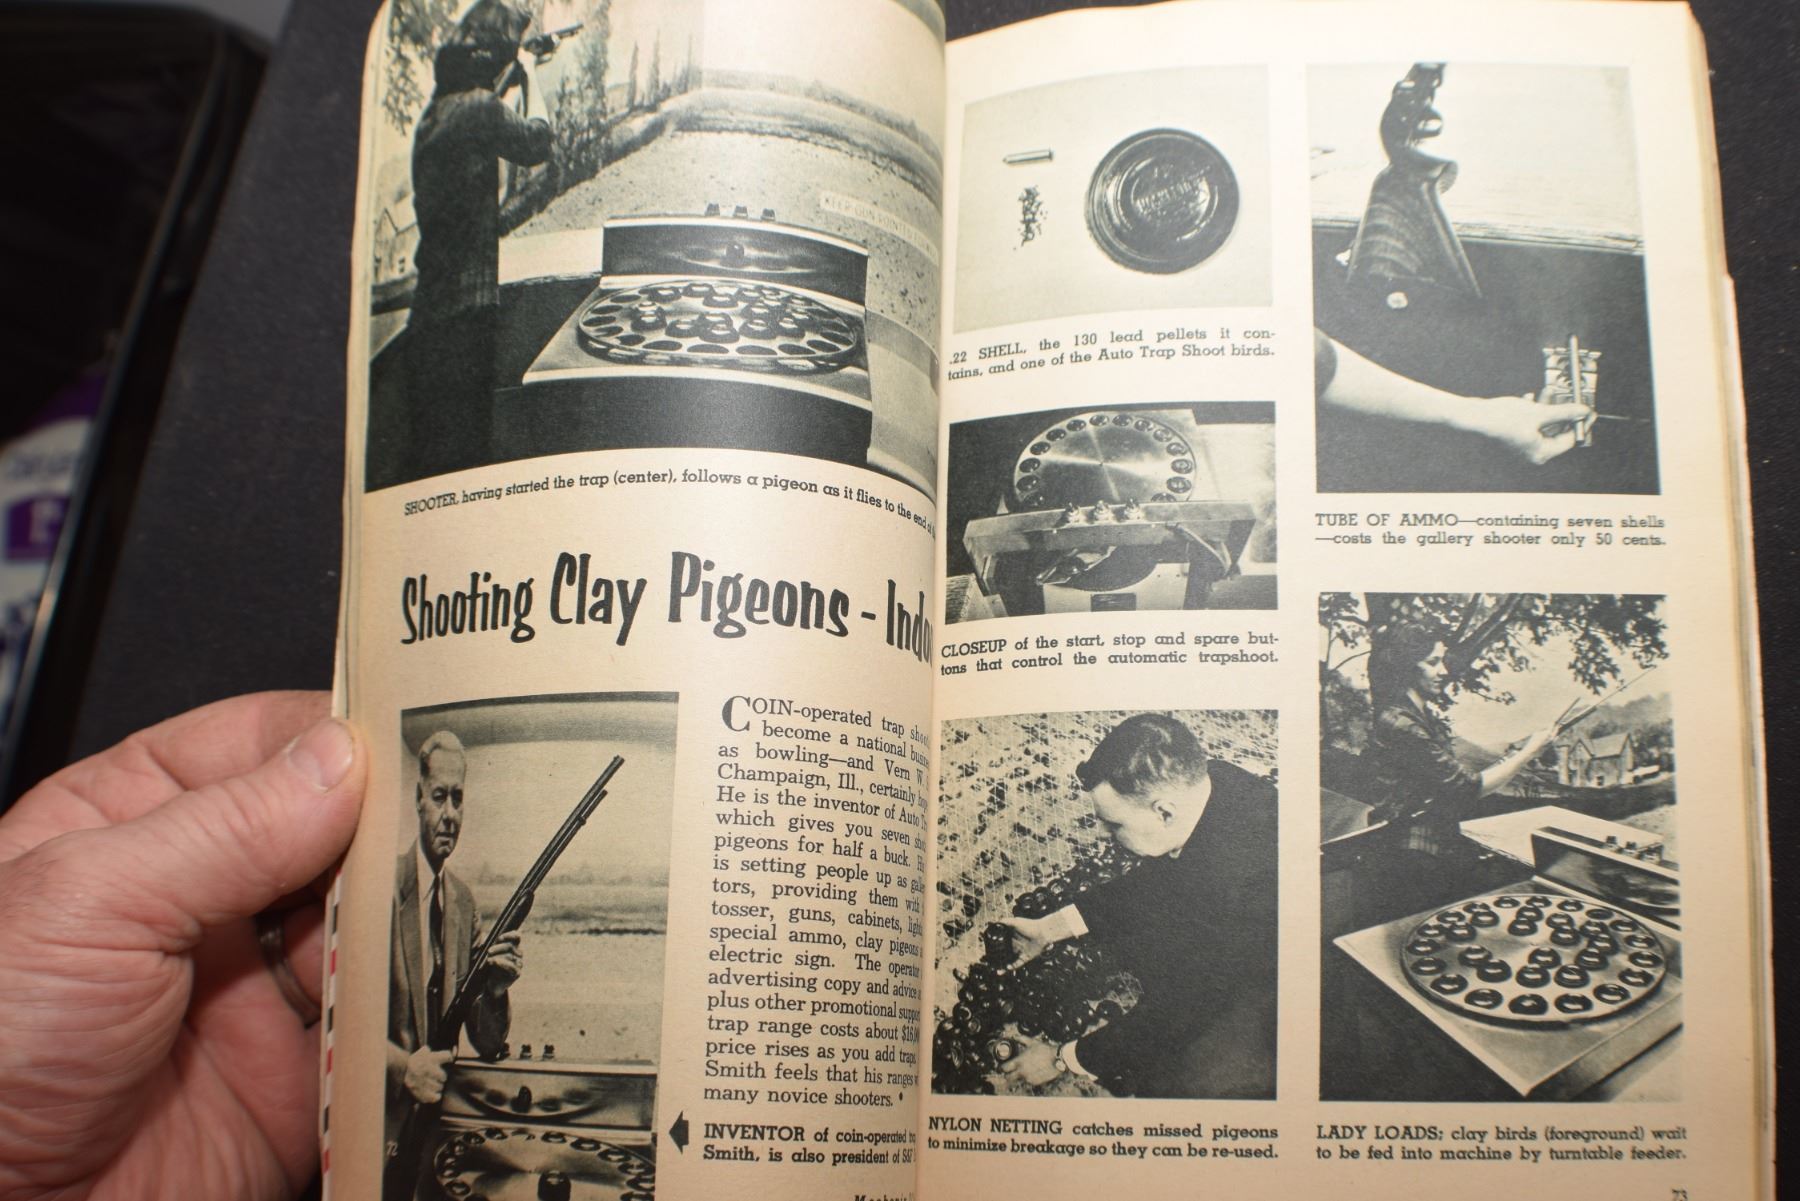 KEEP GUN POINTED
SHOOTER, having started the trap (center), follows a pigeon as it flies to the end of
Shooting Clay Pigeons - Indo
COIN-operated trap shoo
become a national busi
as bowling—and Vern W.
Champaign, Ill., certainly
He is the inventor of Auto
which gives you seven sho
pigeons for half a buck.
is setting people up as
tors, providing them with
tosser, guns, cabinets,
special ammo, clay pigeons
electric sign. The operator
advertising copy and advice
plus other promotional
trap range costs about
price rises as you add traps
Smith feels that his ranges
many novice shooters. •
INVENTOR of coin-operated
Smith, is also president of
72
.22 SHELL, the 130 lead pellets it con-
tains, and one of the Auto Trap Shoot birds.
CLOSEUP of the start, stop and spare but-
tons that control the automatic trapshoot.
NYLON NETTING catches missed pigeons
to minimize breakage so they can be re-used.
TUBE OF AMMO—containing seven shells
—costs the gallery shooter only 50 cents.
LADY LOADS; clay birds (foreground) wait
to be fed into machine by turntable feeder.
73